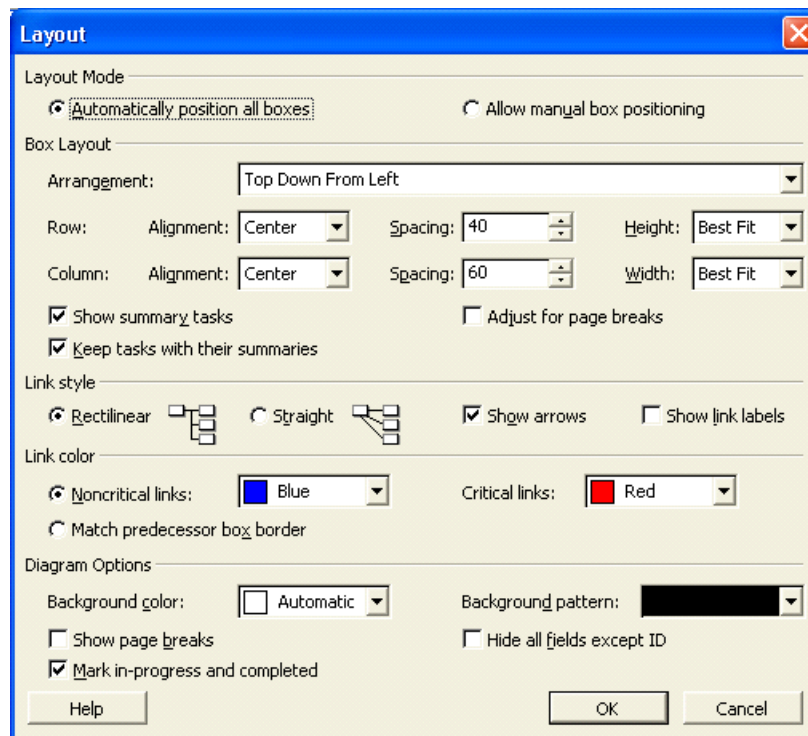 Layout
Layout Mode
Automatically position all boxes Allow manual box positioning
Box Layout
Arrangement: Top Down From Left
Row: Alignment: Center Spacing: 40 Height: Best Fit
Column: Alignment: Center Spacing: 60 Width: Best Fit
Show summary tasks Adjust for page breaks
Keep tasks with their summaries
Link style
Rectilinear Straight Show arrows Show link labels
Link color
Noncritical links: Blue Critical links: Red
Match predecessor box border
Diagram Options
Background color: Automatic Background pattern:
Show page breaks Hide all fields except ID
Mark in-progress and completed
Help OK Cancel